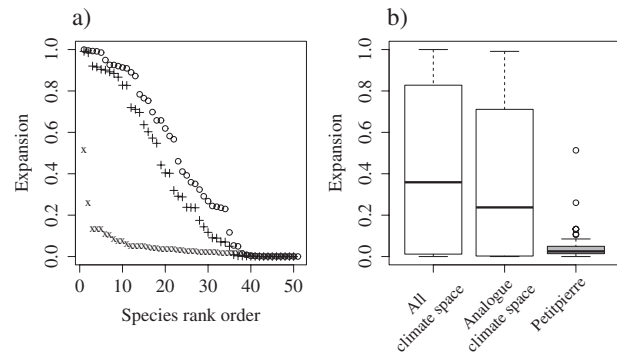 a)
Expansion
1.0
0.8
0.6
0.4
0.2
0.0
0 10 20 30 40 50
Species rank order
b)
Expansion
1.0
0.8
0.6
0.4
0.2
0.0
All
climate space
Analogue
climate space
Petitpierre